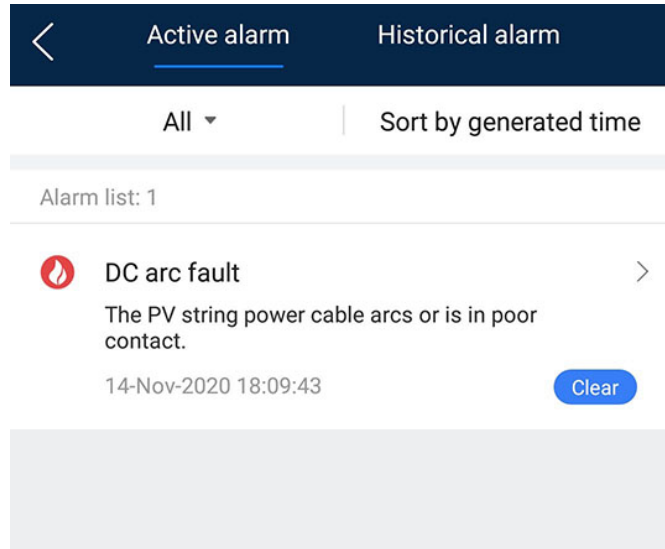 Active alarm Historical alarm
All Sort by generated time
Alarm list: 1
DC arc fault
The PV string power cable arcs or is in poor
contact.
14-Nov-2020 18:09:43 Clear